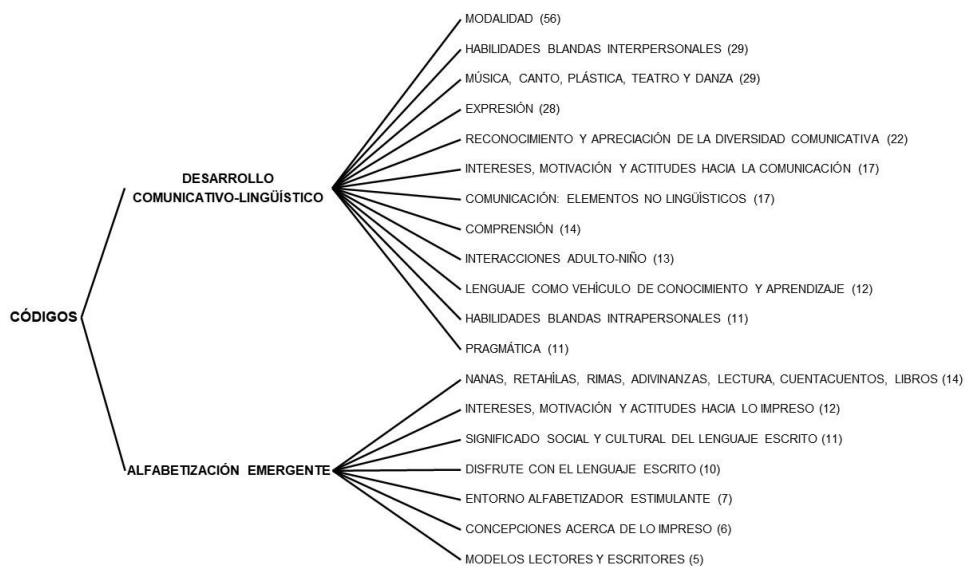 MODALIDAD (56)
HABILIDADES BLANDAS INTERPERSONALES (29)
MÚSICA, CANTO, PLÁSTICA, TEATRO Y DANZA (29)
EXPRESIÓN (28)
RECONOCIMIENTO Y APRECIACIÓN DE LA DIVERSIDAD COMUNICATIVA (22)
DESARROLLO
COMUNICATIVO-LINGÜÍSTICO
INTERESES, MOTIVACIÓN Y ACTITUDES HACIA LA COMUNICACIÓN (17)
COMUNICACIÓN: ELEMENTOS NO LINGÜÍSTICOS (17)
COMPRENSIÓN (14)
INTERACCIONES ADULTO-NIÑO (13)
LENGUAJE COMO VEHÍCULO DE CONOCIMIENTO Y APRENDIZAJE (12)
CÓDIGOS
HABILIDADES BLANDAS INTRAPERSONALES (11)
PRAGMÁTICA (11)
NANAS, RETAHÍLAS, RIMAS, ADIVINANZAS, LECTURA, CUENTACUENTOS, LIBROS (14)
INTERESES, MOTIVACIÓN Y ACTITUDES HACIA LO IMPRESO (12)
SIGNIFICADO SOCIAL Y CULTURAL DEL LENGUAJE ESCRITO (11)
ALFABETIZACIÓN EMERGENTE
DISFRUTE CON EL LENGUAJE ESCRITO (10)
ENTORNO ALFABETIZADOR ESTIMULANTE (7)
CONCEPCIONES ACERCA DE LO IMPRESO (6)
MODELOS LECTORES Y ESCRITORES (5)